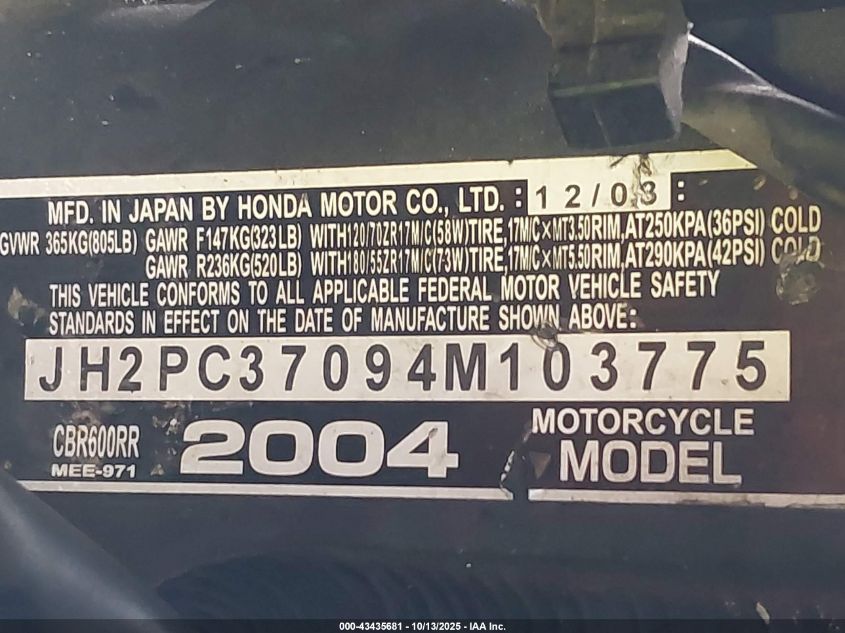 MFD. IN JAPAN BY HONDA MOTOR CO., LTD. : 12/03 :
GVWR 365KG(805LB) GAWR F147KG(323LB) WITH120/70ZR17M/C(58W)TIRE,17M/C×MT3.50RIM,AT250KPA(36PSI) COLD
GAWR R236KG(520LB) WITH180/55ZR17M/C(73W)TIRE,17M/C×MT5.50RIM,AT290KPA(42PSI) COLD
THIS VEHICLE CONFORMS TO ALL APPLICABLE FEDERAL MOTOR VEHICLE SAFETY
STANDARDS IN EFFECT ON THE DATE OF MANUFACTURE SHOWN ABOVE:
JH2PC37094M103775
CBR600RR 2004 MOTORCYCLE
MEE-971 MODEL
000-43435681 - 10/13/2025 - IAA Inc.